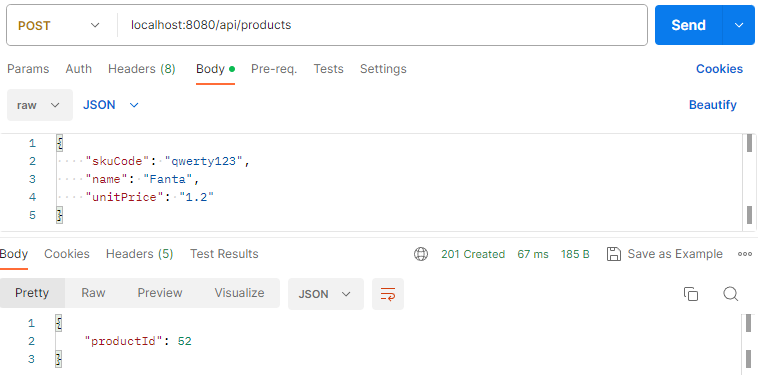 POST localhost:8080/api/products Send
Params Auth Headers (8) Body Pre-req. Tests Settings Cookies
raw JSON Beautify
1 {
2 "skuCode": "qwerty123",
3 "name": "Fanta",
4 "unitPrice": "1.2"
5 }
Body Cookies Headers (5) Test Results 201 Created 67 ms 185 B Save as Example
Pretty Raw Preview Visualize JSON
1 {
2 "productId": 52
3 }